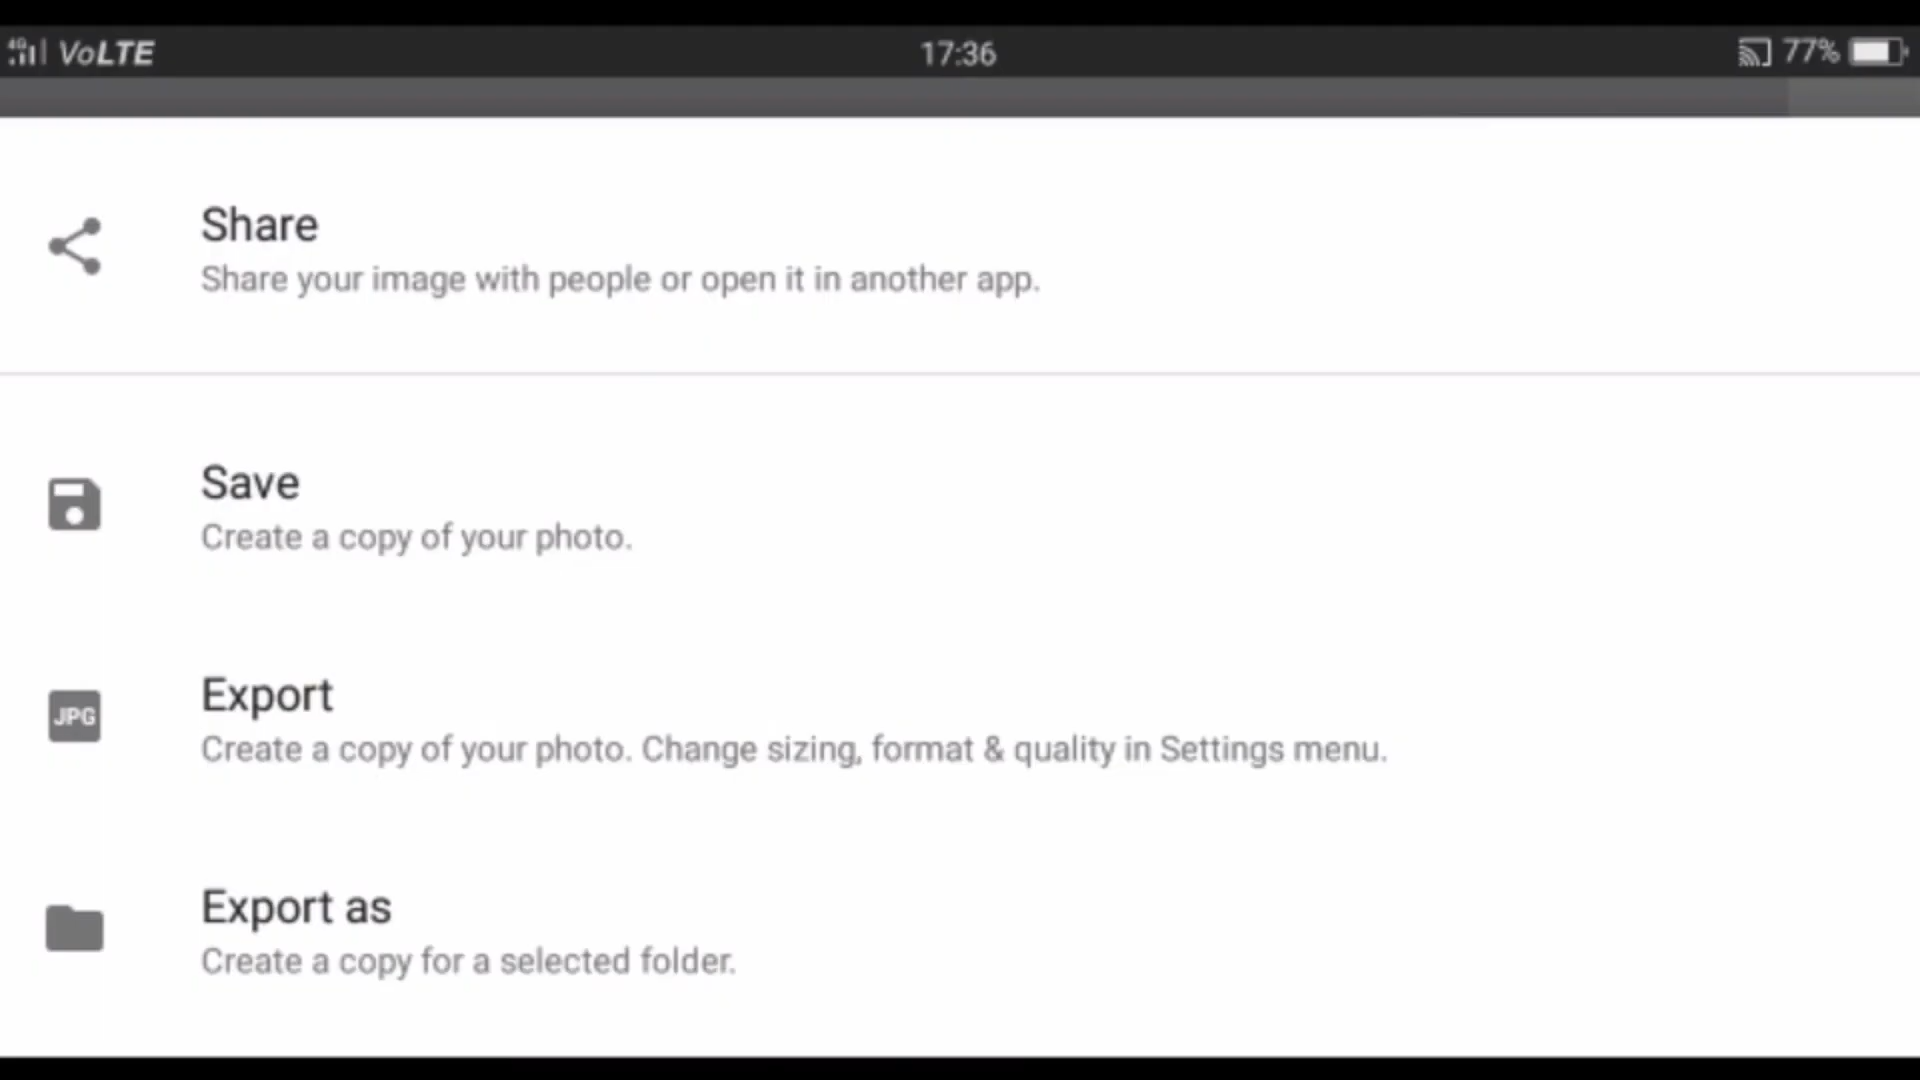 4G VoLTE 17:36 77%
Share
Share your image with people or open it in another app.
Save
Create a copy of your photo.
JPG
Export
Create a copy of your photo. Change sizing, format & quality in Settings menu.
Export as
Create a copy for a selected folder.